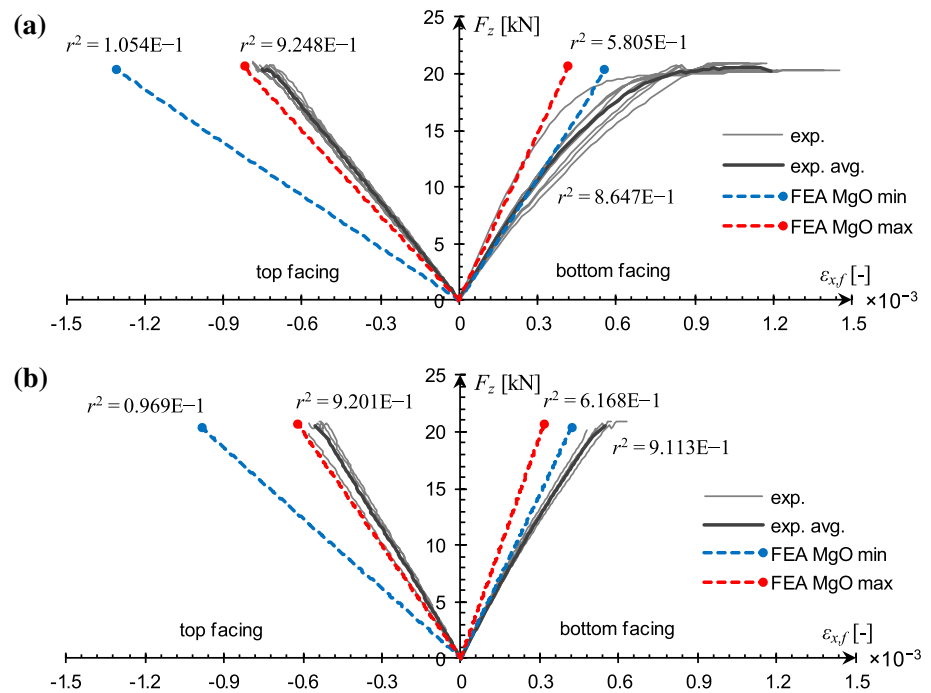 (a)
25
F_z [kN]
r² = 1.054E−1
r² = 9.248E−1
r² = 5.805E−1
20
15
exp.
exp. avg.
FEA MgO min
FEA MgO max
10
r² = 8.647E−1
5
top facing
bottom facing
ε_{x,f} [-]
0
×10⁻³
-1.5 -1.2 -0.9 -0.6 -0.3 0 0.3 0.6 0.9 1.2 1.5
(b)
25
F_z [kN]
r² = 0.969E−1
r² = 9.201E−1
r² = 6.168E−1
20
r² = 9.113E−1
15
exp.
exp. avg.
FEA MgO min
FEA MgO max
10
5
top facing
bottom facing
ε_{x,f} [-]
0
×10⁻³
-1.5 -1.2 -0.9 -0.6 -0.3 0 0.3 0.6 0.9 1.2 1.5